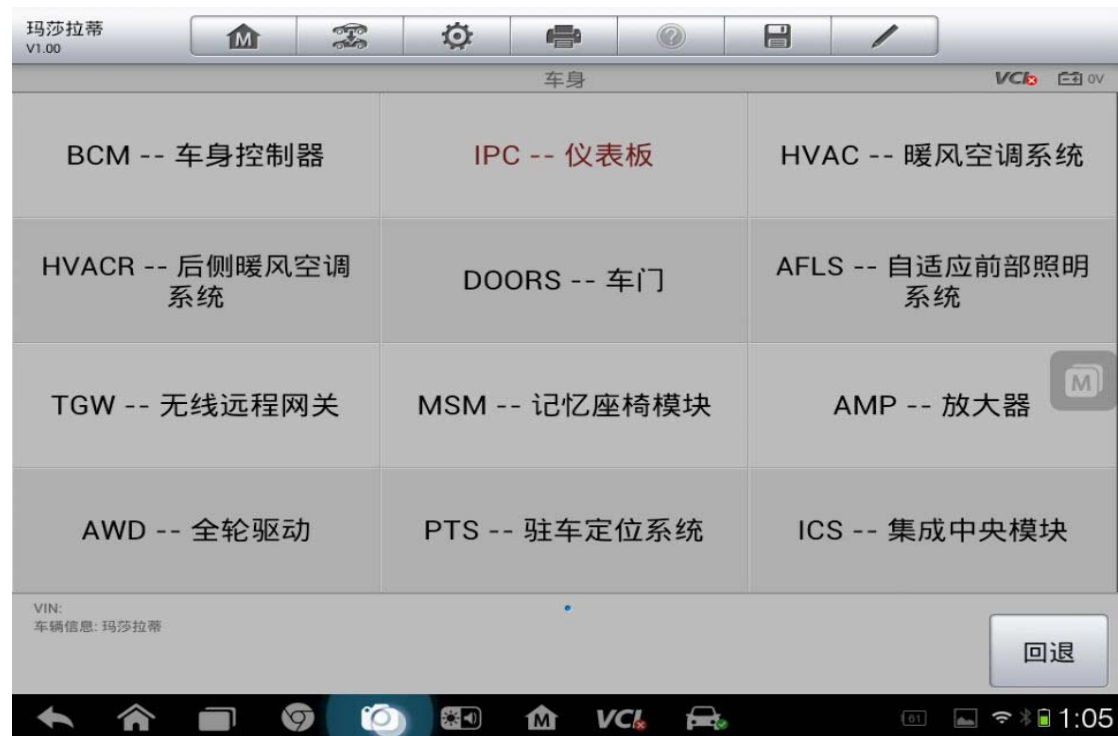 玛莎拉蒂
V1.00
M
?
车身
VCI
0V
BCM -- 车身控制器
IPC -- 仪表板
HVAC -- 暖风空调系统
HVACR -- 后侧暖风空调
系统
DOORS -- 车门
AFLS -- 自适应前部照明
系统
M
TGW -- 无线远程网关
MSM -- 记忆座椅模块
AMP -- 放大器
AWD -- 全轮驱动
PTS -- 驻车定位系统
ICS -- 集成中央模块
VIN:
车辆信息: 玛莎拉蒂
回退
M
VCI
61
1:05